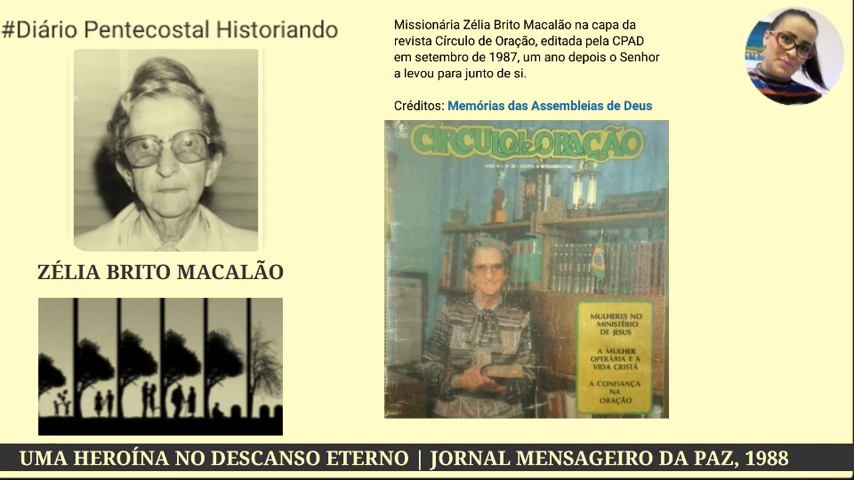 #Diário Pentecostal Historiando
Missionária Zélia Brito Macalão na capa da
revista Círculo de Oração, editada pela CPAD
em setembro de 1987, um ano depois o Senhor
a levou para junto de si.
Créditos: Memórias das Assembleias de Deus
CÍRCULO de ORAÇÃO
ZÉLIA BRITO MACALÃO
MULHERES NO
MINISTÉRIO
DE JESUS
A MULHER
OPERÁRIA E A
VIDA CRISTÃ
A CONFIANÇA
NA
ORAÇÃO
UMA HEROÍNA NO DESCANSO ETERNO | JORNAL MENSAGEIRO DA PAZ, 1988